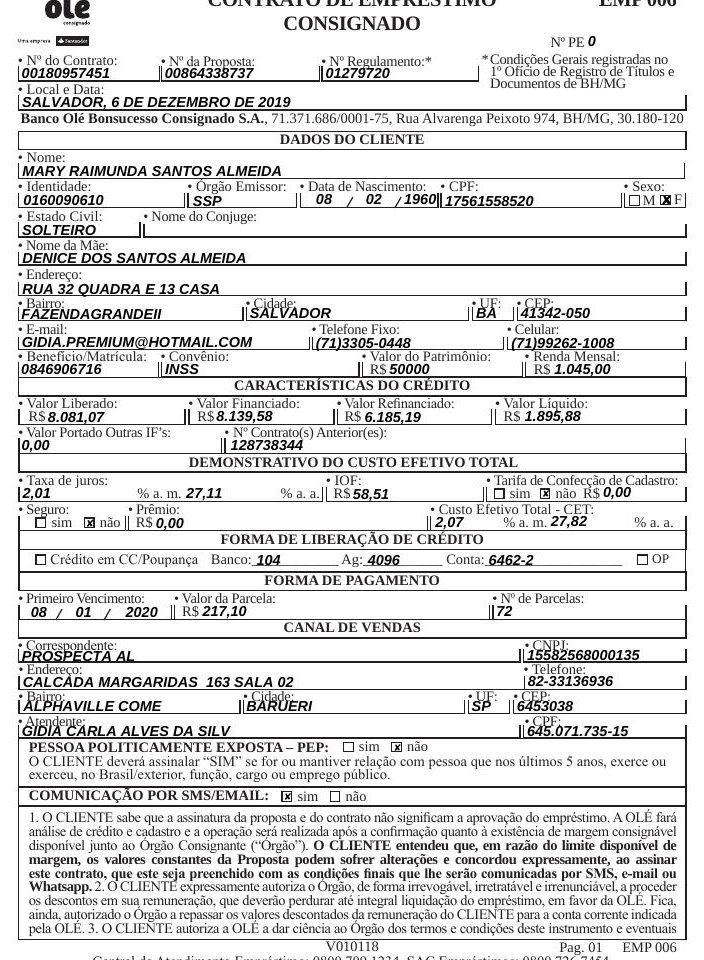 olé
CONTRATO DE EMPRÉSTIMO EMP 006
consignado
CONSIGNADO
Uma empresa Santander
Nº PE 0
• Nº do Contrato: • Nº da Proposta: • Nº Regulamento:* *Condições Gerais registradas no
00180957451 00864338737 01279720 1º Ofício de Registro de Títulos e
Documentos de BH/MG
• Local e Data:
SALVADOR, 6 DE DEZEMBRO DE 2019
Banco Olé Bonsucesso Consignado S.A., 71.371.686/0001-75, Rua Alvarenga Peixoto 974, BH/MG, 30.180-120
DADOS DO CLIENTE
• Nome:
MARY RAIMUNDA SANTOS ALMEIDA
• Identidade: • Órgão Emissor: • Data de Nascimento: • CPF: • Sexo:
0160090610 SSP 08 / 02 / 1960 17561558520 M X F
• Estado Civil: • Nome do Conjuge:
SOLTEIRO
• Nome da Mãe:
DENICE DOS SANTOS ALMEIDA
• Endereço:
RUA 32 QUADRA E 13 CASA
• Bairro: • Cidade: • UF: • CEP:
FAZENDAGRANDEII SALVADOR BA 41342-050
• E-mail: • Telefone Fixo: • Celular:
GIDIA.PREMIUM@HOTMAIL.COM (71)3305-0448 (71)99262-1008
• Benefício/Matrícula: • Convênio: • Valor do Patrimônio: • Renda Mensal:
0846906716 INSS R$ 50000 R$ 1.045,00
CARACTERÍSTICAS DO CRÉDITO
• Valor Liberado: • Valor Financiado: • Valor Refinanciado: • Valor Líquido:
R$ 8.081,07 R$ 8.139,58 R$ 6.185,19 R$ 1.895,88
• Valor Portado Outras IF's: • Nº Contrato(s) Anterior(es):
0,00 128738344
DEMONSTRATIVO DO CUSTO EFETIVO TOTAL
• Taxa de juros: • IOF: • Tarifa de Confecção de Cadastro:
2,01 % a. m. 27,11 % a. a. R$ 58,51 sim X não R$ 0,00
• Seguro: • Prêmio: • Custo Efetivo Total - CET:
sim X não R$ 0,00 2,07 % a. m. 27,82 % a. a.
FORMA DE LIBERAÇÃO DE CRÉDITO
Crédito em CC/Poupança Banco: 104 Ag: 4096 Conta: 6462-2 OP
FORMA DE PAGAMENTO
• Primeiro Vencimento: • Valor da Parcela: • Nº de Parcelas:
08 / 01 / 2020 R$ 217,10 72
CANAL DE VENDAS
• Correspondente: • CNPJ:
PROSPECTA AL 15582568000135
• Endereço: • Telefone:
CALCADA MARGARIDAS 163 SALA 02 82-33136936
• Bairro: • Cidade: • UF: • CEP:
ALPHAVILLE COME BARUERI SP 6453038
• Atendente: • CPF:
GIDIA CARLA ALVES DA SILV 645.071.735-15
PESSOA POLITICAMENTE EXPOSTA – PEP: sim X não
O CLIENTE deverá assinalar “SIM” se for ou mantiver relação com pessoa que nos últimos 5 anos, exerce ou
exerceu, no Brasil/exterior, função, cargo ou emprego público.
COMUNICAÇÃO POR SMS/EMAIL: X sim não
1. O CLIENTE sabe que a assinatura da proposta e do contrato não significam a aprovação do empréstimo. A OLÉ fará
análise de crédito e cadastro e a operação será realizada após a confirmação quanto à existência de margem consignável
disponível junto ao Órgão Consignante (“Órgão”). O CLIENTE entendeu que, em razão do limite disponível de
margem, os valores constantes da Proposta podem sofrer alterações e concordou expressamente, ao assinar
este contrato, que este seja preenchido com as condições finais que lhe serão comunicadas por SMS, e-mail ou
Whatsapp. 2. O CLIENTE expressamente autoriza o Órgão, de forma irrevogável, irretratável e irrenunciável, a proceder
os descontos em sua remuneração, que deverão perdurar até integral liquidação do empréstimo, em favor da OLÉ. Fica,
ainda, autorizado o Órgão a repassar os valores descontados da remuneração do CLIENTE para a conta corrente indicada
pela OLÉ. 3. O CLIENTE autoriza a OLÉ a dar ciência ao Órgão dos termos e condições deste instrumento e eventuais
V010118 Pag. 01 EMP 006
Central de Atendimento Empréstimos: 0800 709 1234 SAC Empréstimos: 0800 726 7454